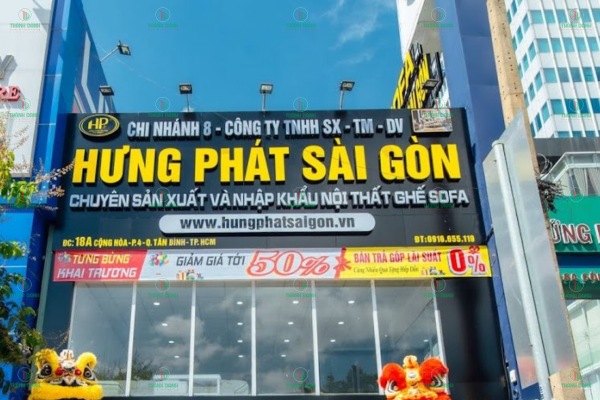 HP
CHI NHÁNH 8 - CÔNG TY TNHH SX - TM - DV
HƯNG PHÁT SÀI GÒN
CHUYÊN SẢN XUẤT VÀ NHẬP KHẨU NỘI THẤT GHẾ SOFA
www.hungphatsaigon.vn
ĐC: 18A CỘNG HÒA-P.4-Q. TÂN BÌNH-TP.HCM
ĐT:0916.655.119
TỪNG BỪNG
KHAI TRƯƠNG
GIẢM GIÁ TỚI
50%
BÁN TRẢ GÓP LÃI SUẤT
0%